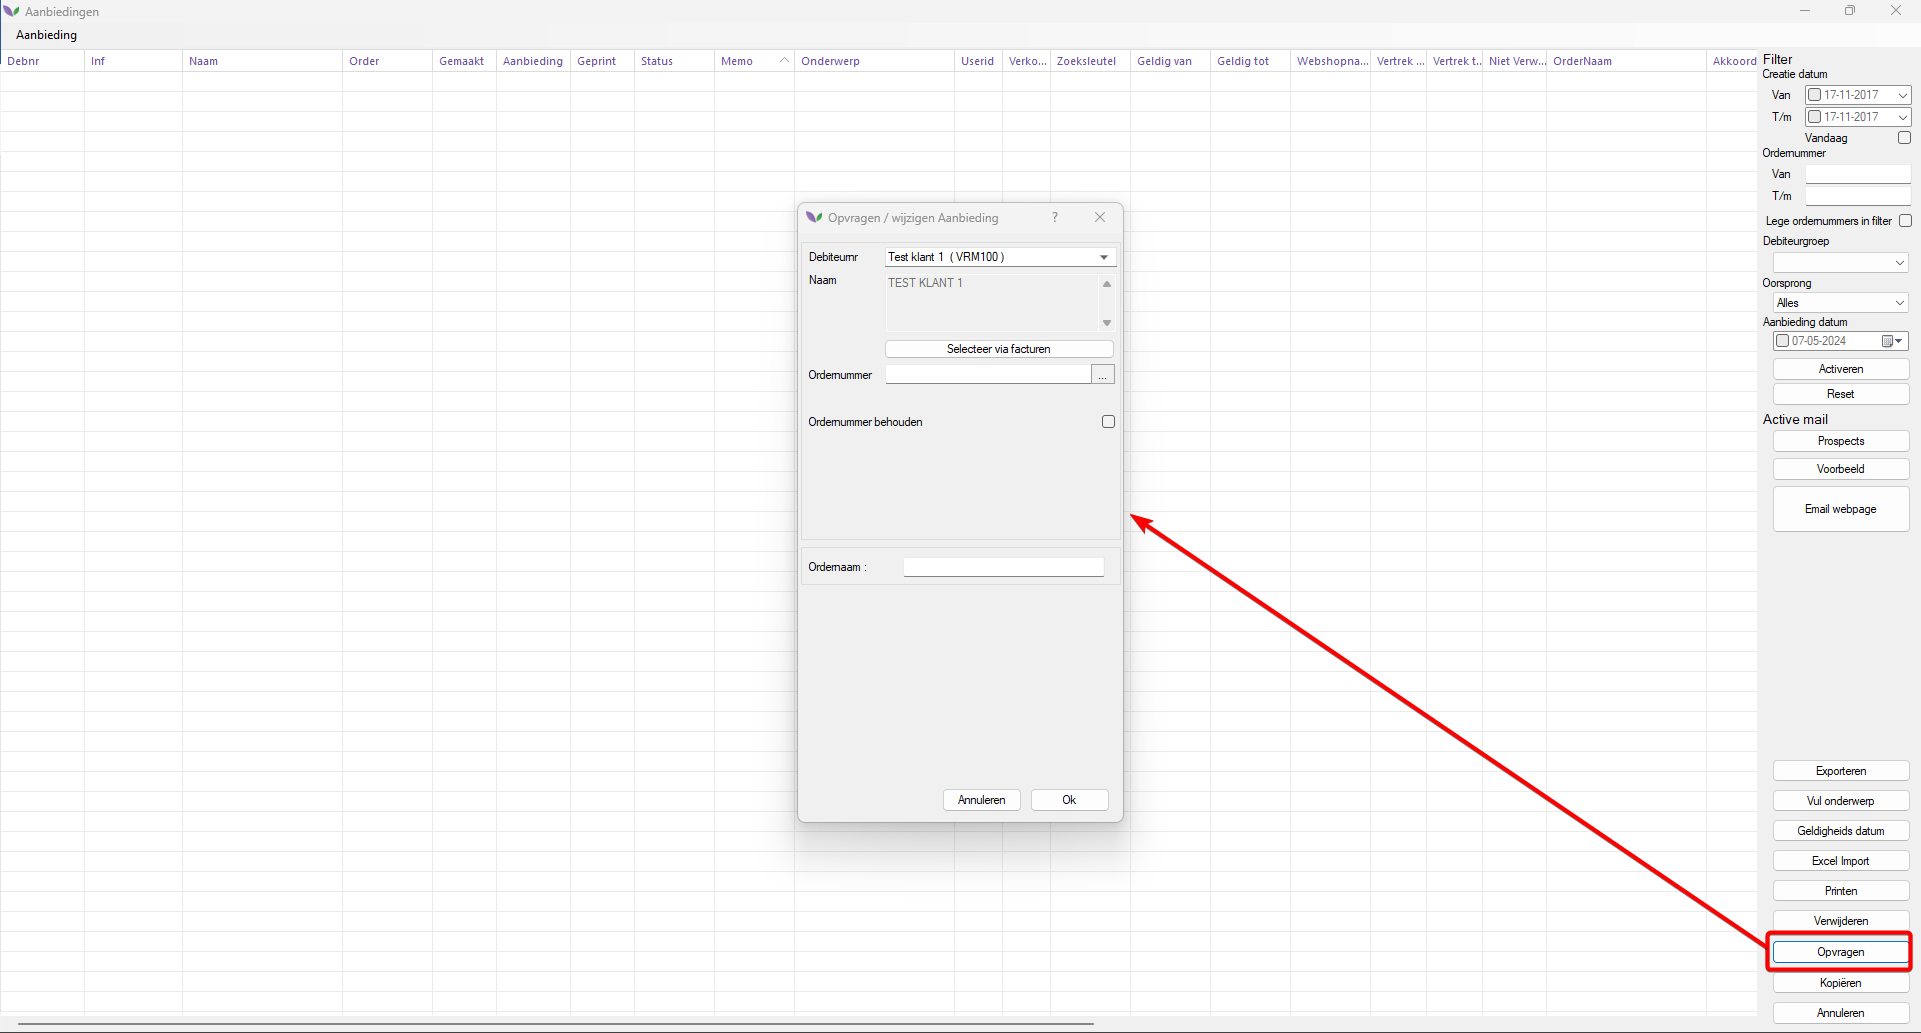 Aanbiedingen
Aanbieding
Debnr Inf Naam Order Gemaakt Aanbieding Geprint Status Memo Onderwerp Userid Verko... Zoeksleutel Geldig van Geldig tot Webshopna... Vertrek ... Vertrek t.. Niet Verw... OrderNaam Akkoord
Filter
Creatie datum
Van 17-11-2017
T/m 17-11-2017
Vandaag
Ordernummer
Van
T/m
Lege ordernummers in filter
Debiteurgroep
Oorsprong
Alles
Aanbieding datum
07-05-2024
Activeren
Reset
Active mail
Prospects
Voorbeeld
Email webpage
Exporteren
Vul onderwerp
Geldigheids datum
Excel Import
Printen
Verwijderen
Opvragen
Kopiëren
Annuleren
Opvragen / wijzigen Aanbieding ?
Debiteurnr Test klant 1 ( VRM100 )
Naam TEST KLANT 1
Selecteer via facturen
Ordernummer ...
Ordernummer behouden
Ordernaam :
Annuleren Ok